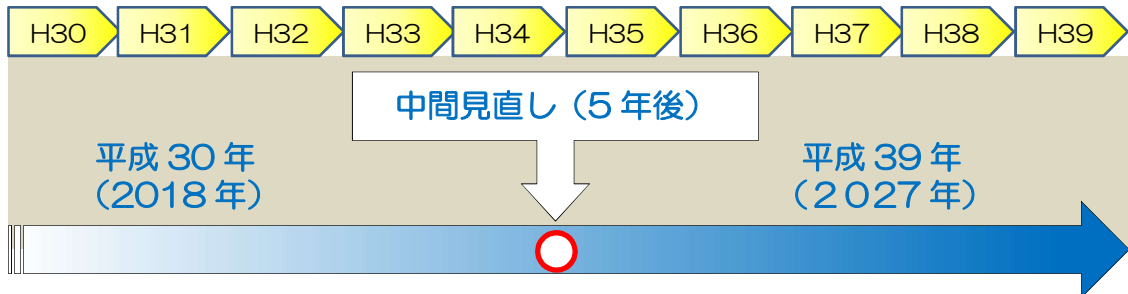 H30 H31 H32 H33 H34 H35 H36 H37 H38 H39
中間見直し（5年後）
平成30年
（2018年）
平成39年
（2027年）